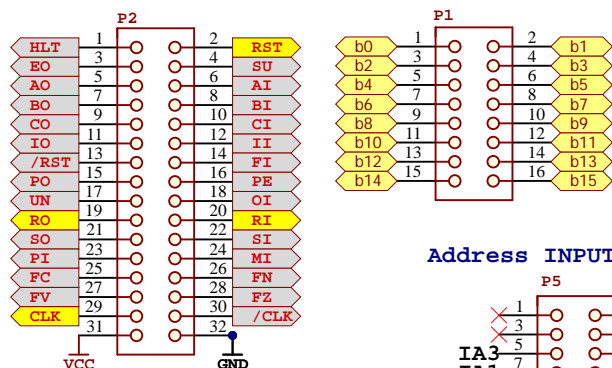 P2
HLT 1 2 RST
EO 3 4 SU
AO 5 6 AI
BO 7 8 BI
CO 9 10 CI
IO 11 12 II
/RST 13 14 FI
PO 15 16 PE
UN 17 18 OI
RO 19 20 RI
SO 21 22 SI
PI 23 24 MI
FC 25 26 FN
FV 27 28 FZ
CLK 29 30 /CLK
31 32
VCC GND
P1
b0 1 2 b1
b2 3 4 b3
b4 5 6 b5
b6 7 8 b7
b8 9 10 b9
b10 11 12 b11
b12 13 14 b13
b14 15 16 b15
Address INPUT
P5
1
3
IA3 5
IA1 7